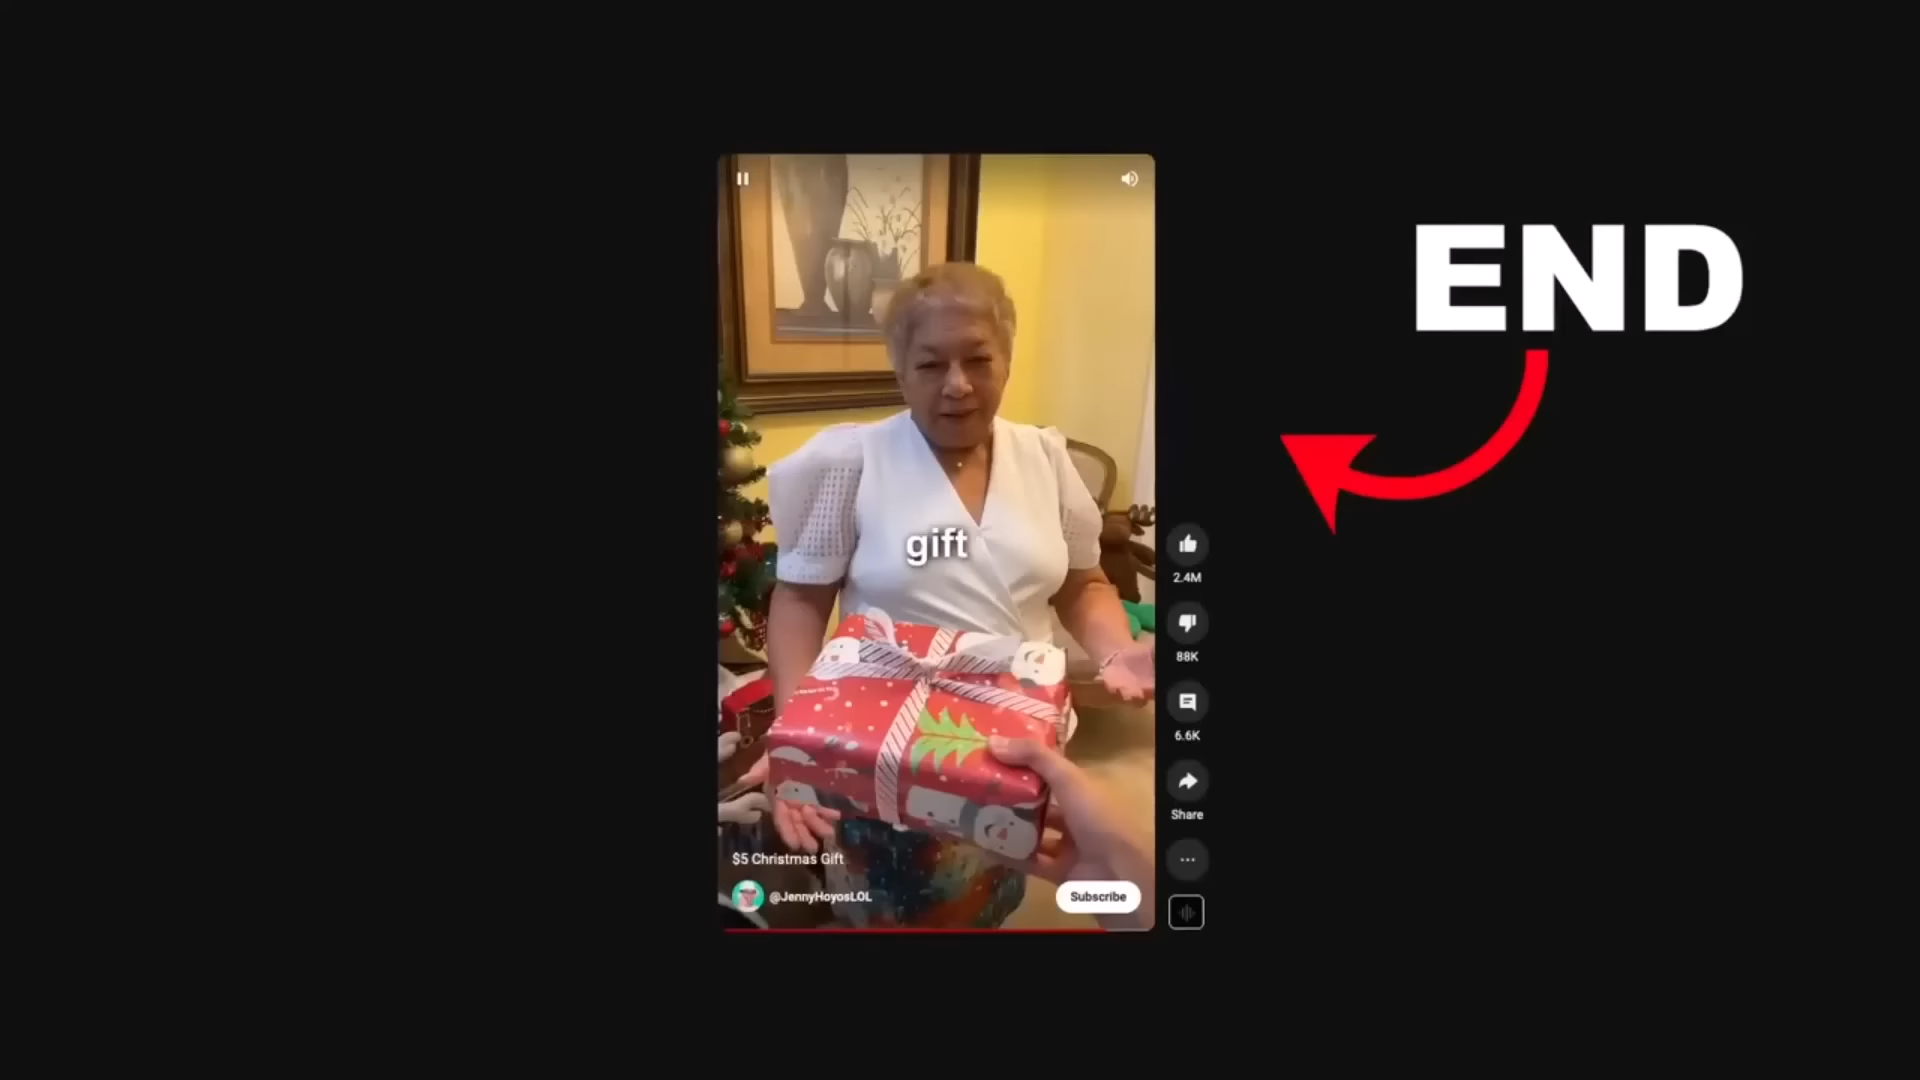 END
gift
2.4M
88K
6.6K
Share
$5 Christmas Gift
@JennyHoyosLOL
Subscribe